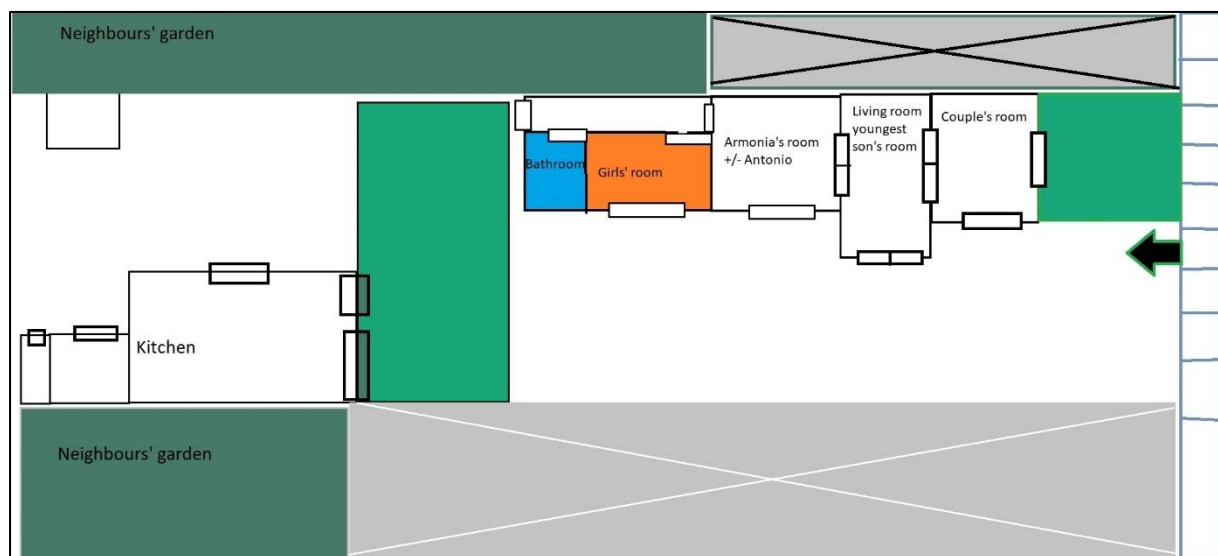 Neighbours' garden
Living room
youngest
son's room
Couple's room
Armonia's room
+/- Antonio
Bathroom
Girls' room
Kitchen
Neighbours' garden